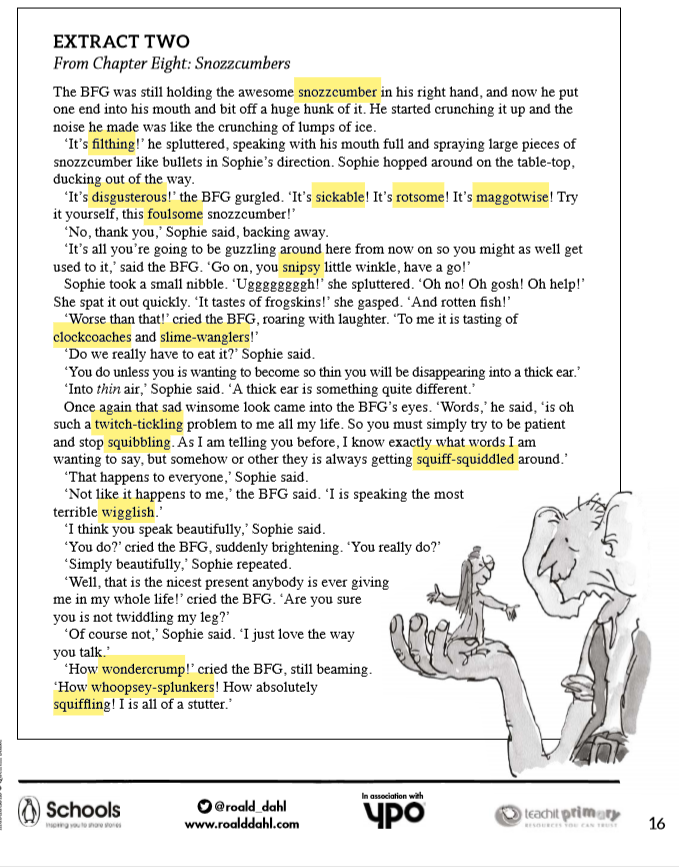 EXTRACT TWO
From Chapter Eight: Snozzcumbers
The BFG was still holding the awesome snozzcumber in his right hand, and now he put
one end into his mouth and bit off a huge hunk of it. He started crunching it up and the
noise he made was like the crunching of lumps of ice.
‘It’s filthing!’ he spluttered, speaking with his mouth full and spraying large pieces of
snozzcumber like bullets in Sophie’s direction. Sophie hopped around on the table-top,
ducking out of the way.
‘It’s disgusterous!’ the BFG gurgled. ‘It’s sickable! It’s rotsome! It’s maggotwise! Try
it yourself, this foulsome snozzcumber!’
‘No, thank you,’ Sophie said, backing away.
‘It’s all you’re going to be guzzling around here from now on so you might as well get
used to it,’ said the BFG. ‘Go on, you snipsy little winkle, have a go!’
Sophie took a small nibble. ‘Uggggggggh!’ she spluttered. ‘Oh no! Oh gosh! Oh help!’
She spat it out quickly. ‘It tastes of frogskins!’ she gasped. ‘And rotten fish!’
‘Worse than that!’ cried the BFG, roaring with laughter. ‘To me it is tasting of
clockcoaches and slime-wanglers!’
‘Do we really have to eat it?’ Sophie said.
‘You do unless you is wanting to become so thin you will be disappearing into a thick ear.’
‘Into thin air,’ Sophie said. ‘A thick ear is something quite different.’
Once again that sad winsome look came into the BFG’s eyes. ‘Words,’ he said, ‘is oh
such a twitch-tickling problem to me all my life. So you must simply try to be patient
and stop squibbling. As I am telling you before, I know exactly what words I am
wanting to say, but somehow or other they is always getting squiff-squiddled around.’
‘That happens to everyone,’ Sophie said.
‘Not like it happens to me,’ the BFG said. ‘I is speaking the most
terrible wigglish.’
‘I think you speak beautifully,’ Sophie said.
‘You do?’ cried the BFG, suddenly brightening. ‘You really do?’
‘Simply beautifully,’ Sophie repeated.
‘Well, that is the nicest present anybody is ever giving
me in my whole life!’ cried the BFG. ‘Are you sure
you is not twiddling my leg?’
‘Of course not,’ Sophie said. ‘I just love the way
you talk.’
‘How wondercrump!’ cried the BFG, still beaming.
‘How whoopsey-splunkers! How absolutely
squiffling! I is all of a stutter.’
Schools
Inspiring you to share stories
@roald_dahl
www.roalddahl.com
In association with
YPO
teachit primary
RESOURCES YOU CAN TRUST
16